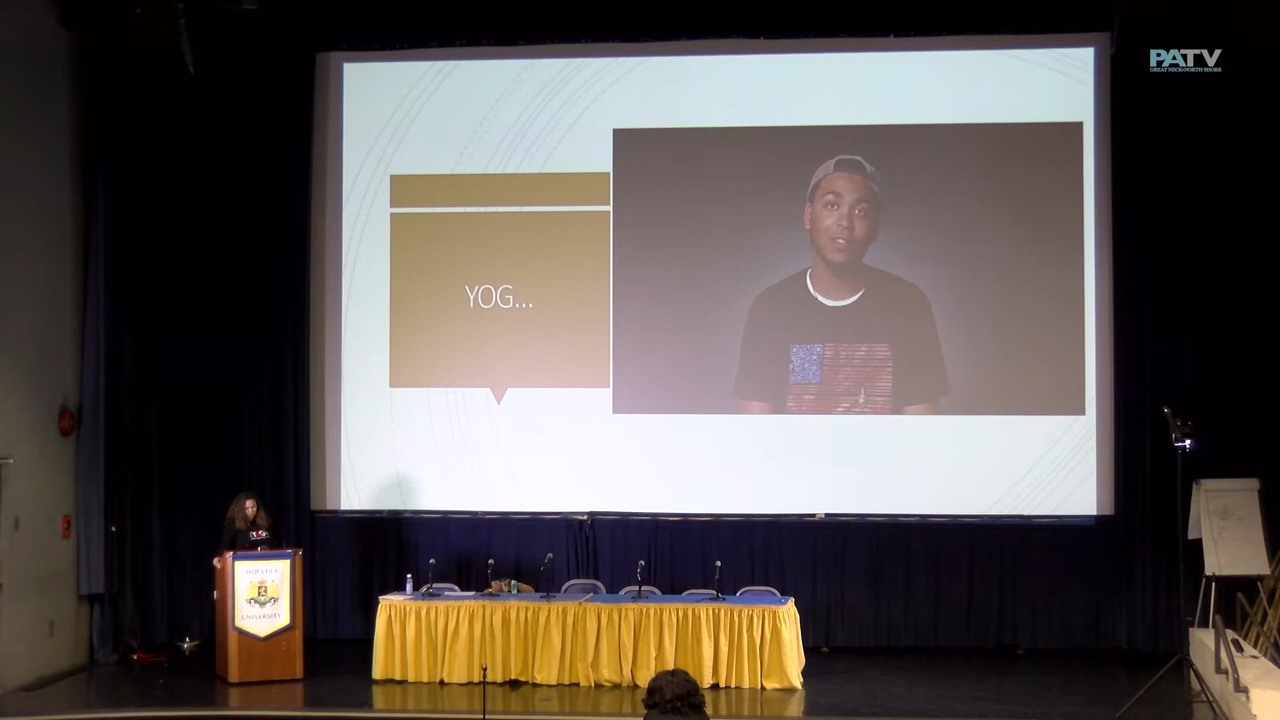 PATV
GREAT NECK•NORTH SHORE
YOG...
HOFSTRA
UNIVERSITY